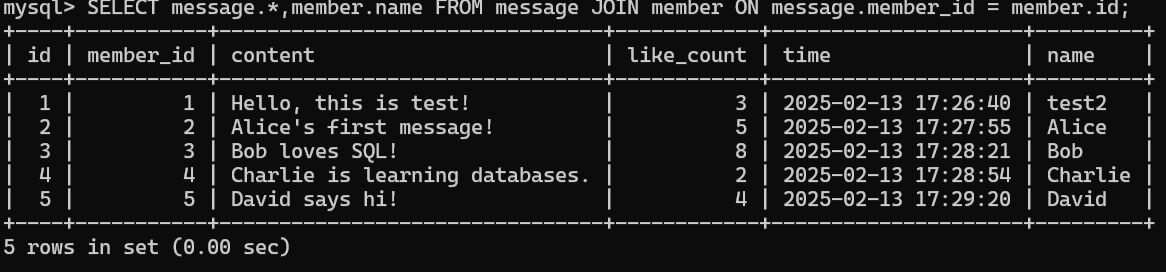 mysql> SELECT message.*,member.name FROM message JOIN member ON message.member_id = member.id;
+----+-----------+--------------------------------+------------+---------------------+---------+
| id | member_id | content                        | like_count | time                | name    |
+----+-----------+--------------------------------+------------+---------------------+---------+
|  1 |         1 | Hello, this is test!           |          3 | 2025-02-13 17:26:40 | test2   |
|  2 |         2 | Alice's first message!         |          5 | 2025-02-13 17:27:55 | Alice   |
|  3 |         3 | Bob loves SQL!                 |          8 | 2025-02-13 17:28:21 | Bob     |
|  4 |         4 | Charlie is learning databases. |          2 | 2025-02-13 17:28:54 | Charlie |
|  5 |         5 | David says hi!                 |          4 | 2025-02-13 17:29:20 | David   |
+----+-----------+--------------------------------+------------+---------------------+---------+
5 rows in set (0.00 sec)